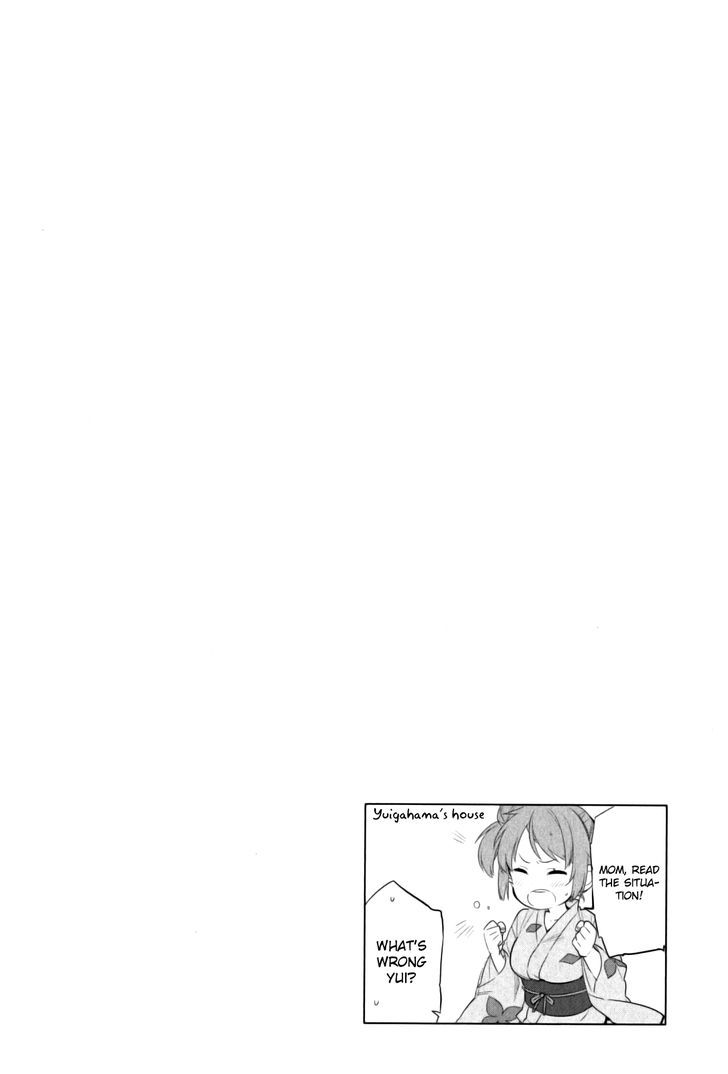 Yuigahama's house
MOM, READ
THE SITUA-
TION!
WHAT'S
WRONG
YUI?